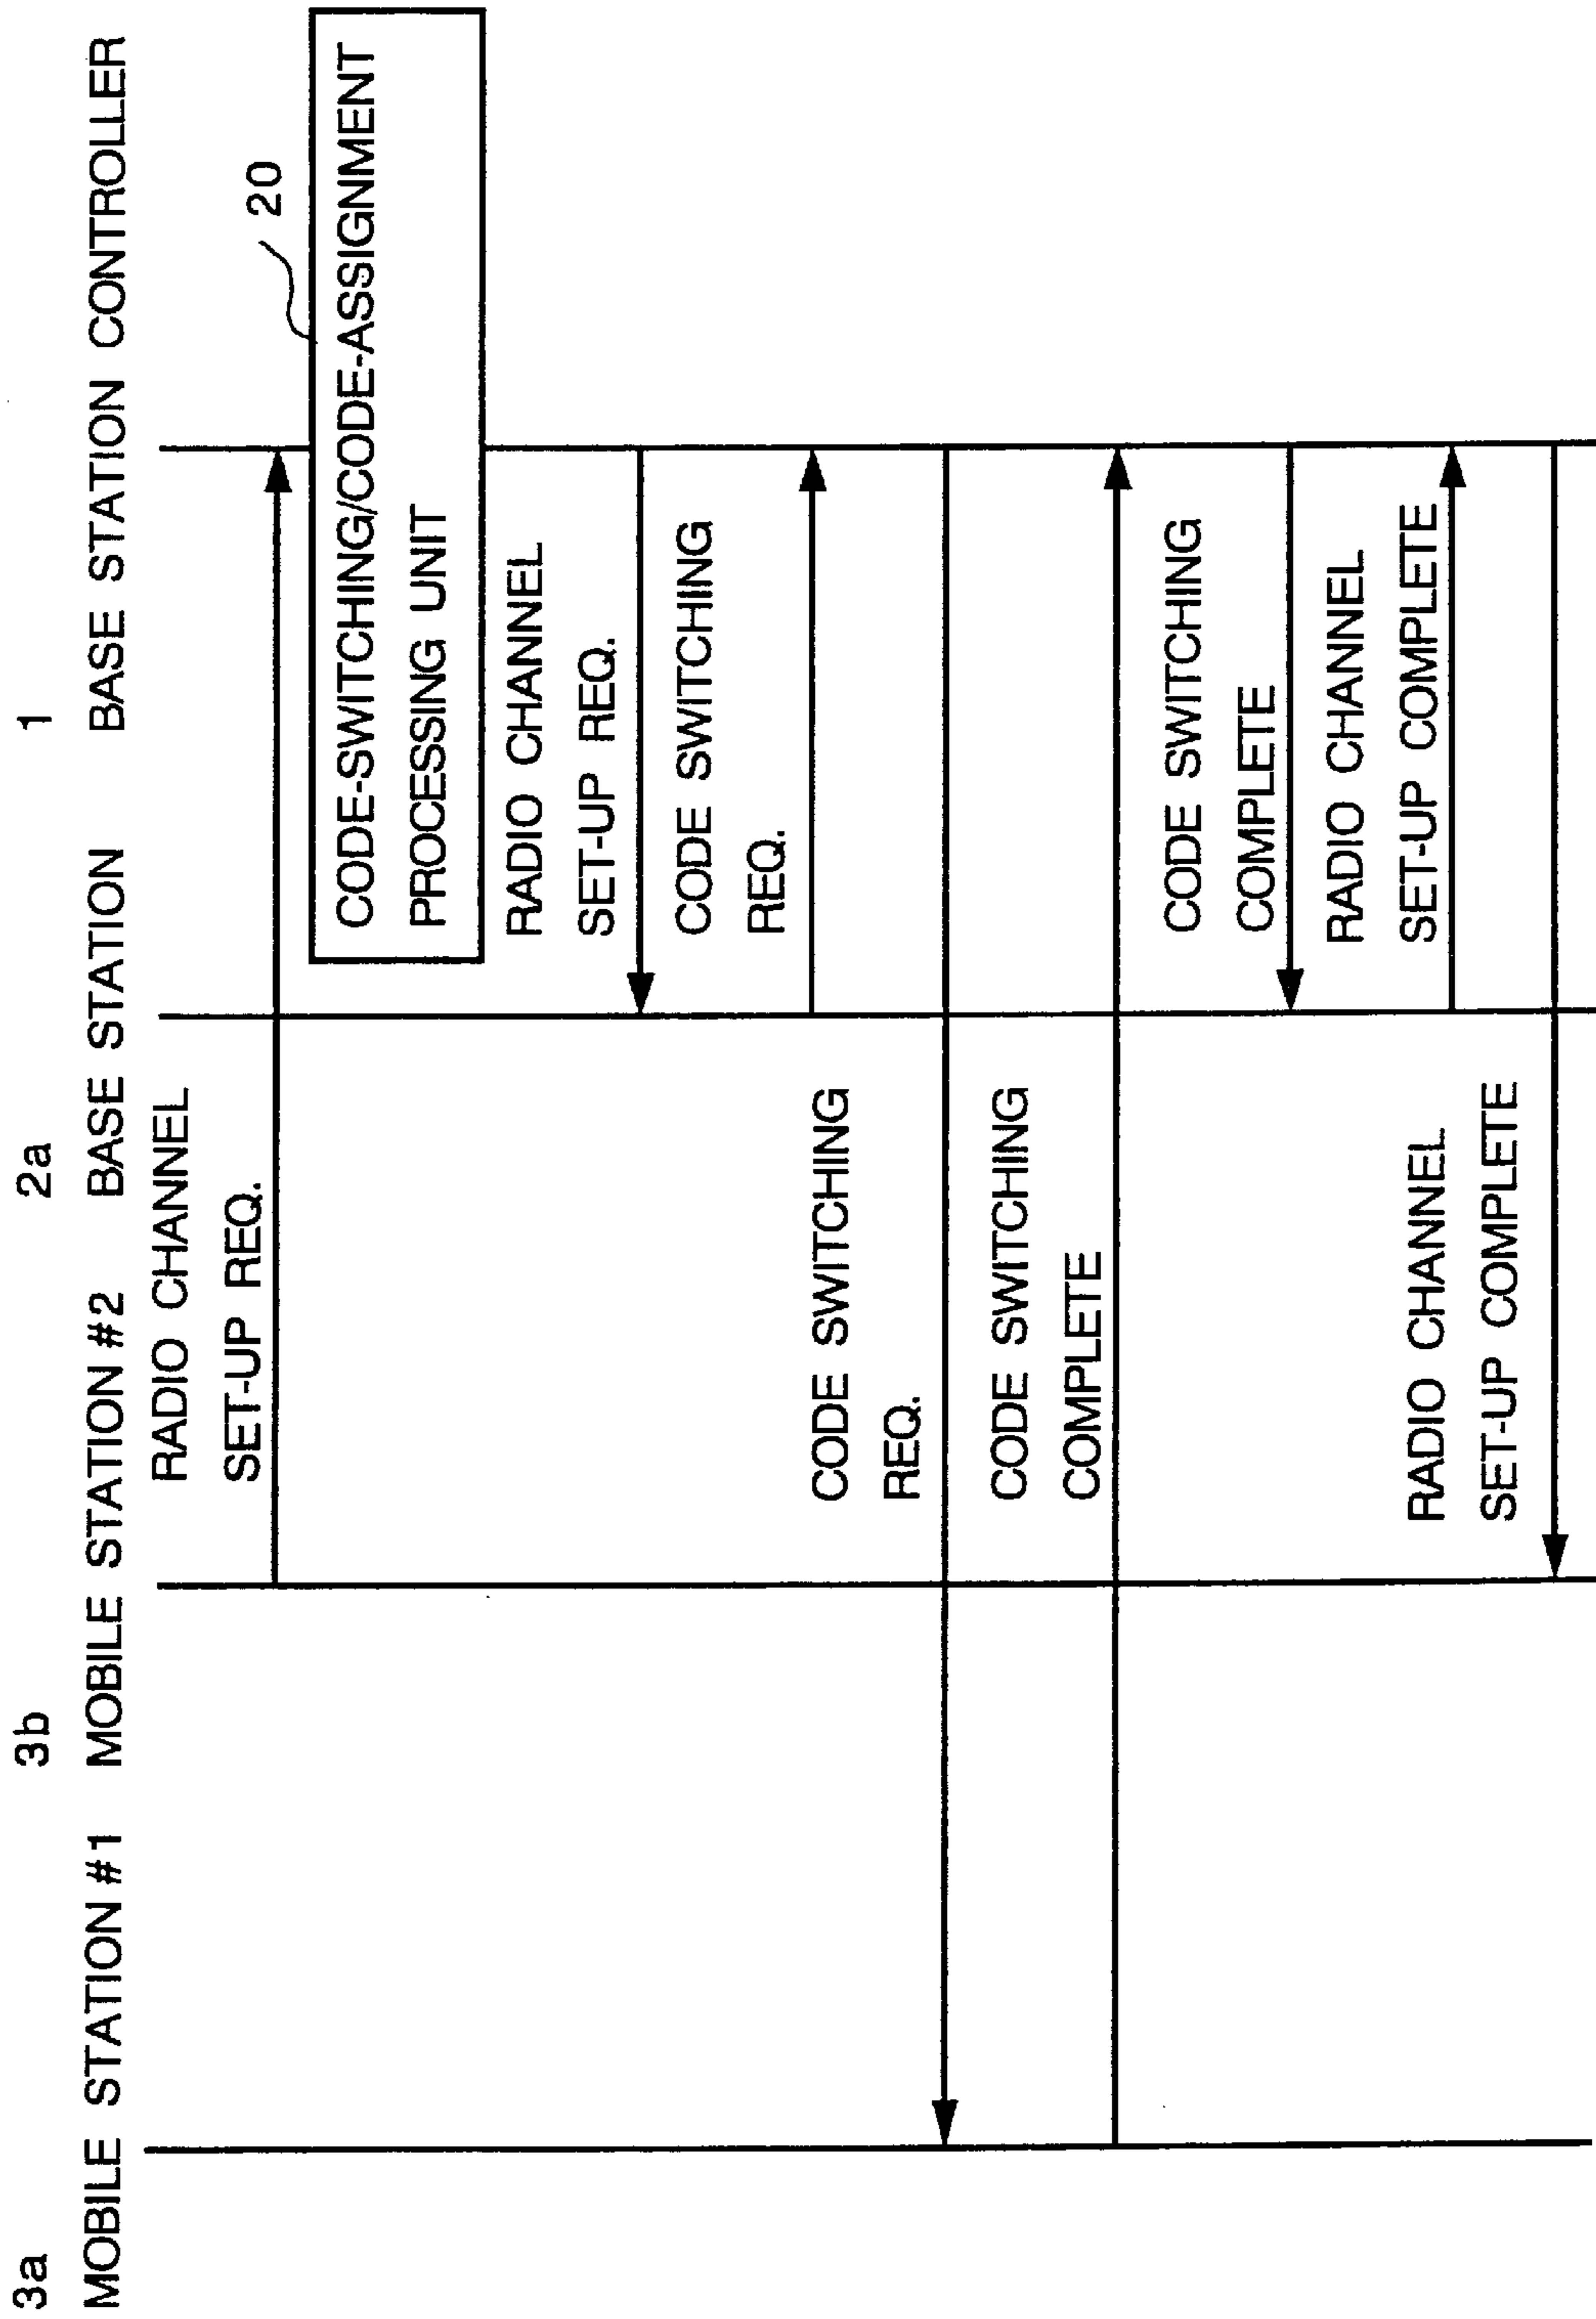 3a
3b
2a
1
MOBILE STATION #1
MOBILE STATION #2
BASE STATION
BASE STATION CONTROLLER
RADIO CHANNEL
SET-UP REQ.
20
CODE-SWITCHING/CODE-ASSIGNMENT
PROCESSING UNIT
RADIO CHANNEL
SET-UP REQ.
CODE SWITCHING
REQ.
CODE SWITCHING
REQ.
CODE SWITCHING
COMPLETE
CODE SWITCHING
COMPLETE
RADIO CHANNEL
SET-UP COMPLETE
RADIO CHANNEL
SET-UP COMPLETE